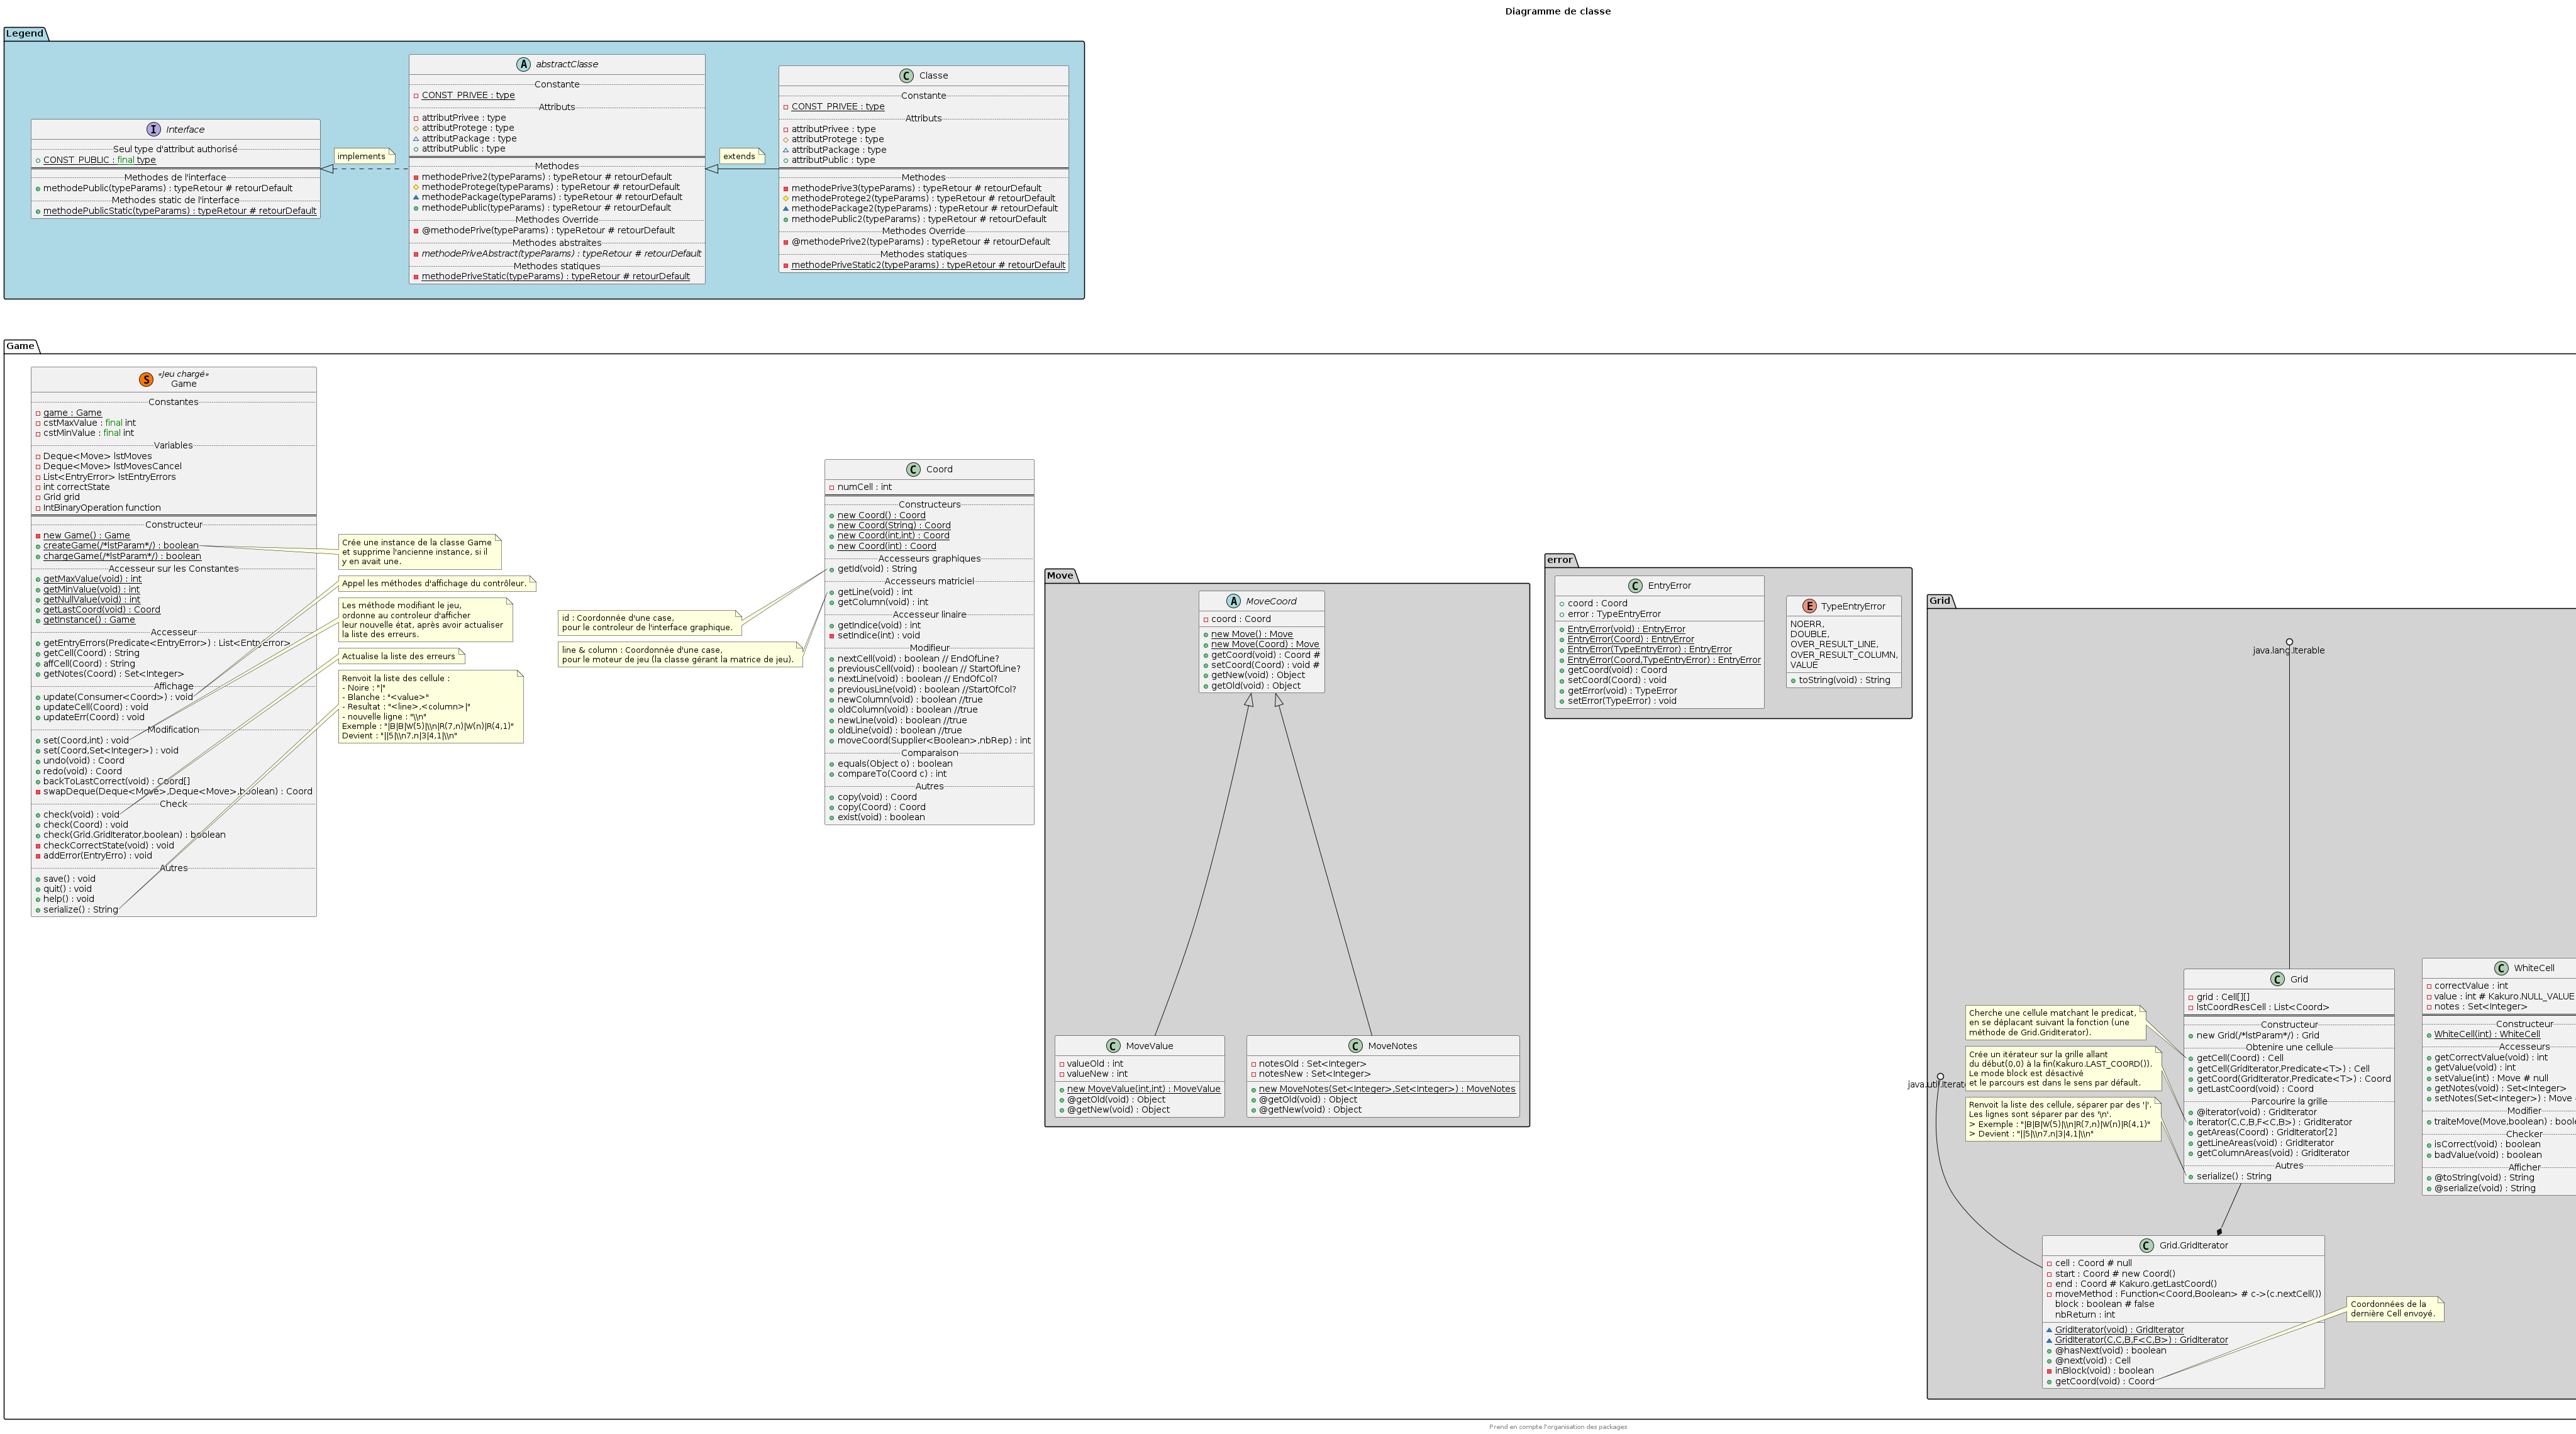 Diagramme de classe
Legend
Interface
Seul type d'attribut authorisé
CONST_PUBLIC : final type
Methodes de l'interface
methodePublic(typeParams) : typeRetour # retourDefault
Methodes static de l'interface
methodePublicStatic(typeParams) : typeRetour # retourDefault
implements
abstractClasse
Constante
CONST_PRIVEE : type
Attributs
attributPrivee : type
attributProtege : type
attributPackage : type
attributPublic : type
Methodes
methodePrive2(typeParams) : typeRetour # retourDefault
methodeProtege(typeParams) : typeRetour # retourDefault
methodePackage(typeParams) : typeRetour # retourDefault
methodePublic(typeParams) : typeRetour # retourDefault
Methodes Override
@methodePrive(typeParams) : typeRetour # retourDefault
Methodes abstraites
methodePriveAbstract(typeParams) : typeRetour # retourDefault
Methodes statiques
methodePriveStatic(typeParams) : typeRetour # retourDefault
extends
Classe
Constante
CONST_PRIVEE : type
Attributs
attributPrivee : type
attributProtege : type
attributPackage : type
attributPublic : type
Methodes
methodePrive3(typeParams) : typeRetour # retourDefault
methodeProtege2(typeParams) : typeRetour # retourDefault
methodePackage2(typeParams) : typeRetour # retourDefault
methodePublic2(typeParams) : typeRetour # retourDefault
Methodes Override
@methodePrive2(typeParams) : typeRetour # retourDefault
Methodes statiques
methodePriveStatic2(typeParams) : typeRetour # retourDefault
Game
«Jeu chargé»
Game
Constantes
game : Game
cstMaxValue : final int
cstMinValue : final int
Variables
Deque<Move> lstMoves
Deque<Move> lstMovesCancel
List<EntryError> lstEntryErrors
int correctState
Grid grid
IntBinaryOperation function
Constructeur
new Game() : Game
createGame(/*lstParam*/) : boolean
chargeGame(/*lstParam*/) : boolean
Accesseur sur les Constantes
getMaxValue(void) : int
getMinValue(void) : int
getNullValue(void) : int
getLastCoord(void) : Coord
getInstance() : Game
Accesseur
getEntryErrors(Predicate<EntryError>) : List<EntryError>
getCell(Coord) : String
affCell(Coord) : String
getNotes(Coord) : Set<Integer>
Affichage
update(Consumer<Coord>) : void
updateCell(Coord) : void
updateErr(Coord) : void
Modification
set(Coord,int) : void
set(Coord,Set<Integer>) : void
undo(void) : Coord
redo(void) : Coord
backToLastCorrect(void) : Coord[]
swapDeque(Deque<Move>,Deque<Move>,boolean) : Coord
Check
check(void) : void
check(Coord) : void
check(Grid.GridIterator,boolean) : boolean
checkCorrectState(void) : void
addError(EntryErro) : void
Autres
save() : void
quit() : void
help() : void
serialize() : String
Crée une instance de la classe Game
et supprime l'ancienne instance, si il
y en avait une.
Appel les méthodes d'affichage du contrôleur.
Les méthode modifiant le jeu,
ordonne au controleur d'afficher
leur nouvelle état, après avoir actualiser
la liste des erreurs.
Actualise la liste des erreurs
Renvoit la liste des cellule :
- Noire : "|"
- Blanche : "<value>"
- Resultat : "<line>,<column>|"
- nouvelle ligne : "\\n"
Exemple : "|B|B|W(5)|\\n|R(7,n)|W(n)|R(4,1)"
Devient : "||5|\\n7,n|3|4,1|\\n"
id : Coordonnée d'une case,
pour le controleur de l'interface graphique.
line & column : Coordonnée d'une case,
pour le moteur de jeu (la classe gérant la matrice de jeu).
Coord
numCell : int
Constructeurs
new Coord() : Coord
new Coord(String) : Coord
new Coord(int,int) : Coord
new Coord(int) : Coord
Accesseurs graphiques
getId(void) : String
Accesseurs matriciel
getLine(void) : int
getColumn(void) : int
Accesseur linaire
getIndice(void) : int
setIndice(int) : void
Modifieur
nextCell(void) : boolean // EndOfLine?
previousCell(void) : boolean // StartOfLine?
nextLine(void) : boolean // EndOfCol?
previousLine(void) : boolean //StartOfCol?
newColumn(void) : boolean //true
oldColumn(void) : boolean //true
newLine(void) : boolean //true
oldLine(void) : boolean //true
moveCoord(Supplier<Boolean>,nbRep) : int
Comparaison
equals(Object o) : boolean
compareTo(Coord c) : int
Autres
copy(void) : Coord
copy(Coord) : Coord
exist(void) : boolean
Move
MoveCoord
coord : Coord
new Move() : Move
new Move(Coord) : Move
getCoord(void) : Coord #
setCoord(Coord) : void #
getNew(void) : Object
getOld(void) : Object
MoveValue
valueOld : int
valueNew : int
new MoveValue(int,int) : MoveValue
@getOld(void) : Object
@getNew(void) : Object
MoveNotes
notesOld : Set<Integer>
notesNew : Set<Integer>
new MoveNotes(Set<Integer>,Set<Integer>) : MoveNotes
@getOld(void) : Object
@getNew(void) : Object
error
EntryError
coord : Coord
error : TypeEntryError
EntryError(void) : EntryError
EntryError(Coord) : EntryError
EntryError(TypeEntryError) : EntryError
EntryError(Coord,TypeEntryError) : EntryError
getCoord(void) : Coord
setCoord(Coord) : void
getError(void) : TypeError
setError(TypeError) : void
TypeEntryError
NOERR,
DOUBLE,
OVER_RESULT_LINE,
OVER_RESULT_COLUMN,
VALUE
toString(void) : String
Grid
java.lang.Iterable
java.util.Iterato
Cherche une cellule matchant le predicat,
en se déplacant suivant la fonction (une
méthode de Grid.GridIterator).
Crée un itérateur sur la grille allant
du début(0,0) à la fin(Kakuro.LAST_COORD()).
Le mode block est désactivé
et le parcours est dans le sens par défault.
Renvoit la liste des cellule, séparer par des '|'.
Les lignes sont séparer par des '\n'.
> Exemple : "|B|B|W(5)|\\n|R(7,n)|W(n)|R(4,1)"
> Devient : "||5|\\n7,n|3|4,1|\\n"
Grid
grid : Cell[][]
lstCoordResCell : List<Coord>
Constructeur
new Grid(/*lstParam*/) : Grid
Obtenire une cellule
getCell(Coord) : Cell
getCell(GridIterator,Predicate<T>) : Cell
getCoord(GridIterator,Predicate<T>) : Coord
getLastCoord(void) : Coord
Parcourire la grille
@iterator(void) : GridIterator
iterator(C,C,B,F<C,B>) : GridIterator
getAreas(Coord) : GridIterator[2]
getLineAreas(void) : GridIterator
getColumnAreas(void) : GridIterator
Autres
serialize() : String
WhiteCell
correctValue : int
value : int # Kakuro.NULL_VALUE
notes : Set<Integer>
Constructeur
WhiteCell(int) : WhiteCell
Accesseurs
getCorrectValue(void) : int
getValue(void) : int
setValue(int) : Move # null
getNotes(void) : Set<Integer>
setNotes(Set<Integer>) : Move
Modifier
traiteMove(Move,boolean) : boole
Checker
isCorrect(void) : boolean
badValue(void) : boolean
Afficher
@toString(void) : String
@serialize(void) : String
Grid.GridIterator
cell : Coord # null
start : Coord # new Coord()
end : Coord # Kakuro.getLastCoord()
moveMethod : Function<Coord,Boolean> # c->(c.nextCell())
block : boolean # false
nbReturn : int
GridIterator(void) : GridIterator
GridIterator(C,C,B,F<C,B>) : GridIterator
@hasNext(void) : boolean
@next(void) : Cell
inBlock(void) : boolean
getCoord(void) : Coord
Coordonnées de la
dernière Cell envoyé.
Prend en compte l'organisation des packages